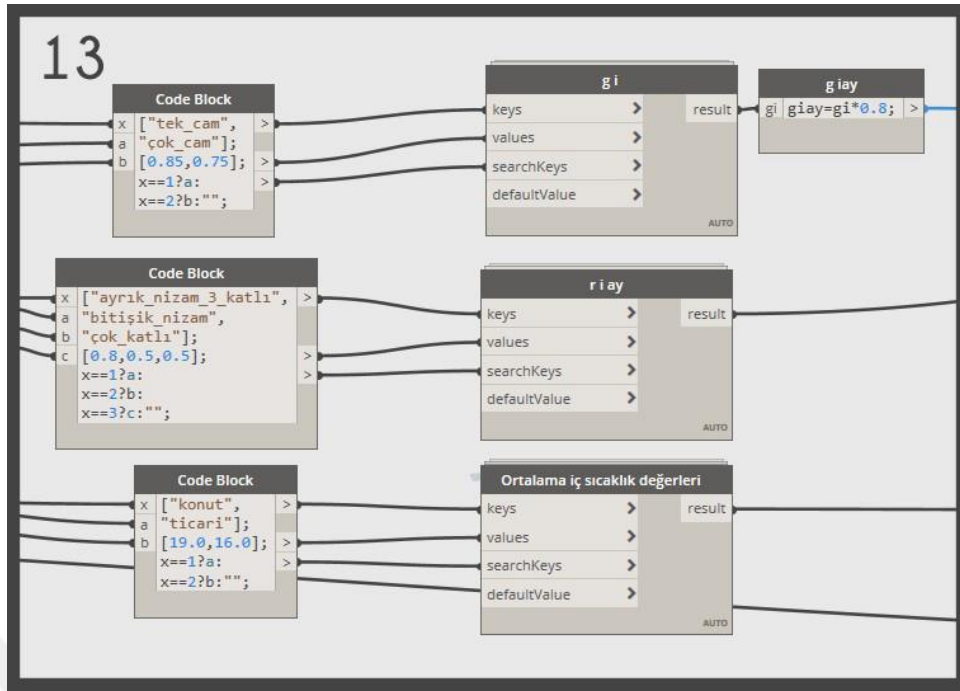 13
Code Block
x ["tek_cam", >
a "çok_cam"];
b [0.85,0.75]; >
x==1?a: >
x==2?b:"";
g i
keys > result
values >
searchKeys >
defaultValue >
AUTO
g iay
gi giay=gi*0.8; >
Code Block
x ["ayrık_nizam_3_katlı", >
a "bitişik_nizam",
b "çok_katlı"];
c [0.8,0.5,0.5]; >
x==1?a: >
x==2?b:
x==3?c:"";
r i ay
keys > result
values >
searchKeys >
defaultValue >
AUTO
Code Block
x ["konut", >
a "ticari"];
b [19.0,16.0]; >
x==1?a: >
x==2?b:"";
Ortalama iç sıcaklık değerleri
keys > result
values >
searchKeys >
defaultValue >
AUTO